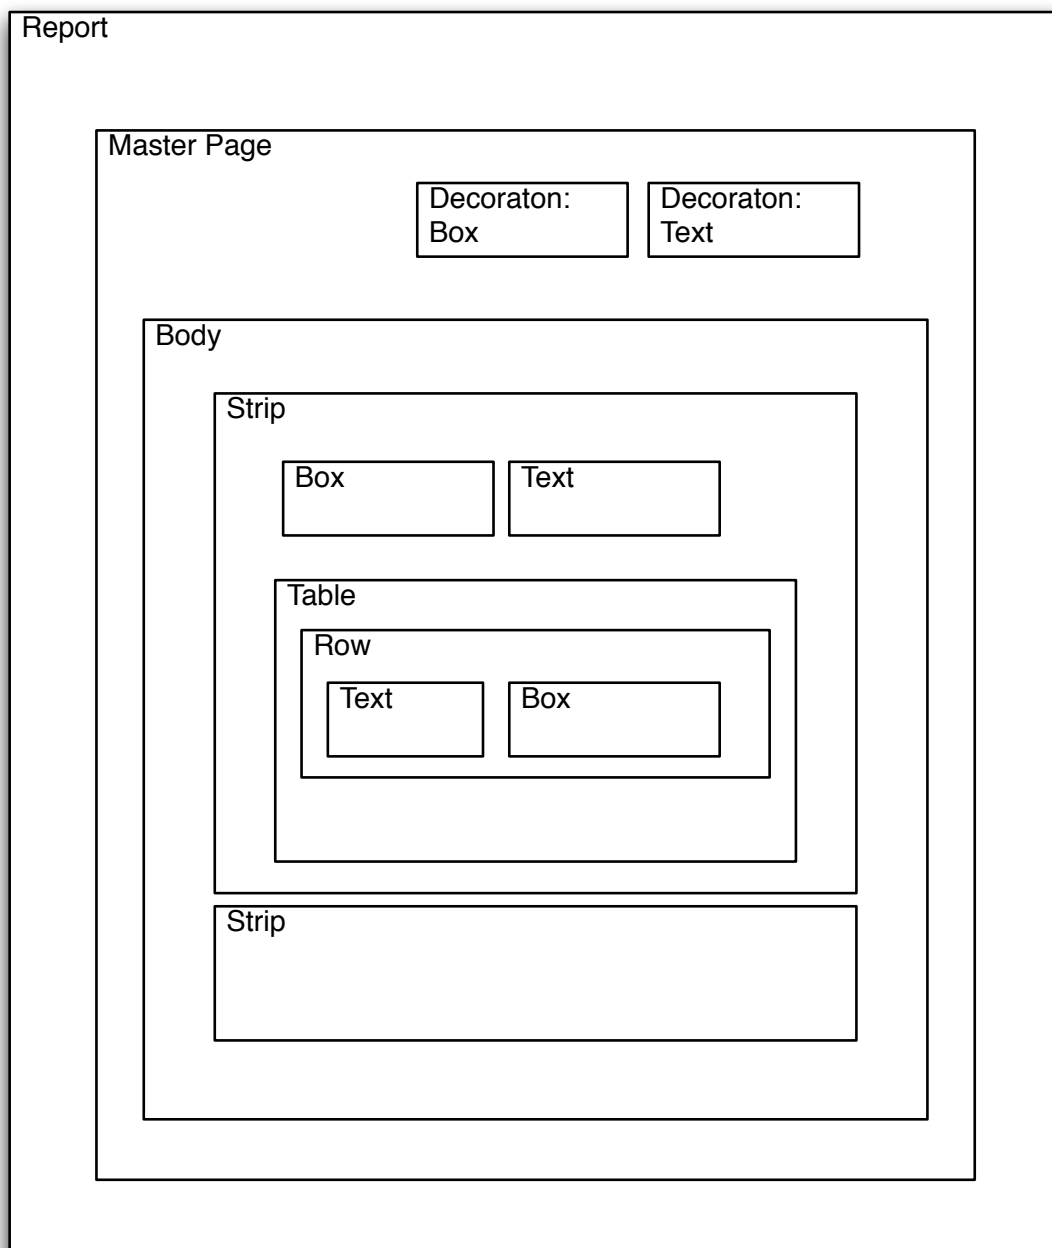 Report
Master Page
Decoraton:
Box
Decoraton:
Text
Body
Strip
Box
Text
Table
Row
Text
Box
Strip